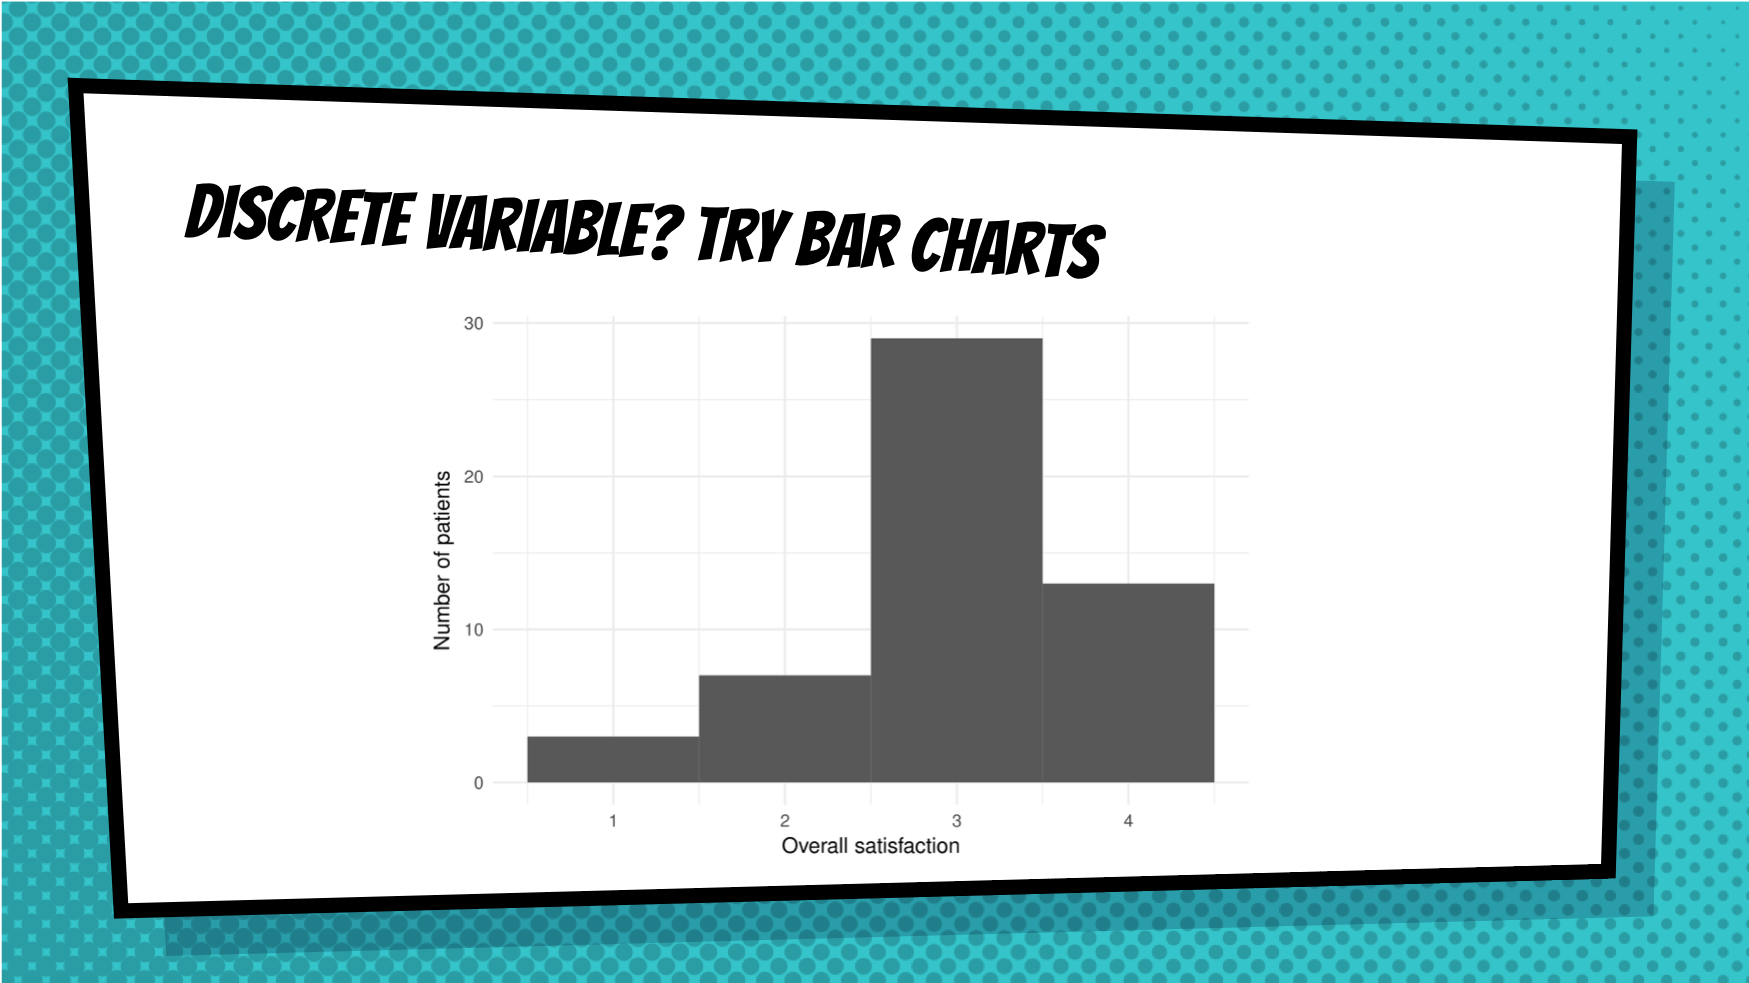 DISCRETE VARIABLE? TRY BAR CHARTS
30
20
10
0
Number of patients
1 2 3 4
Overall satisfaction